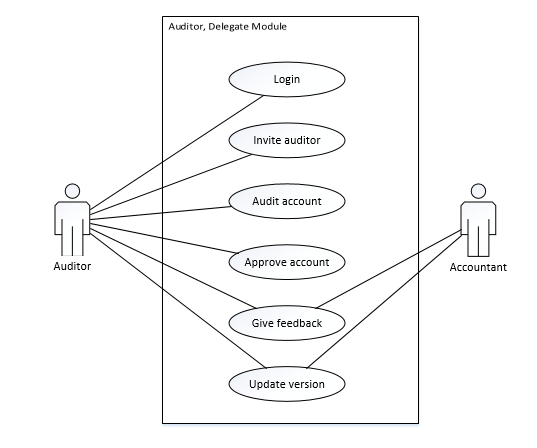 Auditor, Delegate Module
Login
Invite auditor
Audit account
Approve account
Auditor
Accountant
Give feedback
Update version